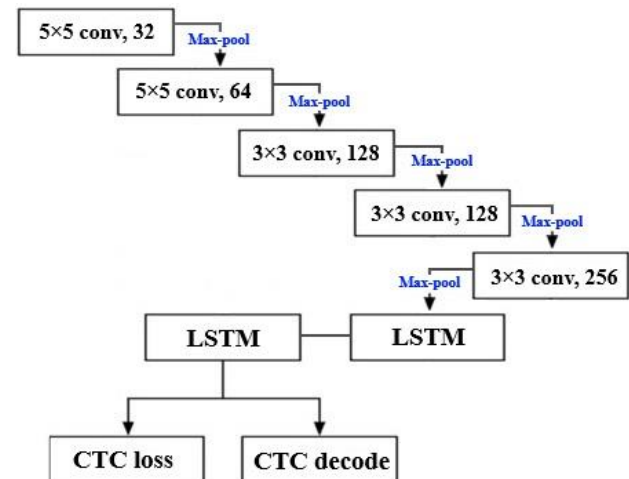 5×5 conv, 32
Max-pool
5×5 conv, 64
Max-pool
3×3 conv, 128
Max-pool
3×3 conv, 128
Max-pool
3×3 conv, 256
Max-pool
LSTM
LSTM
CTC loss
CTC decode